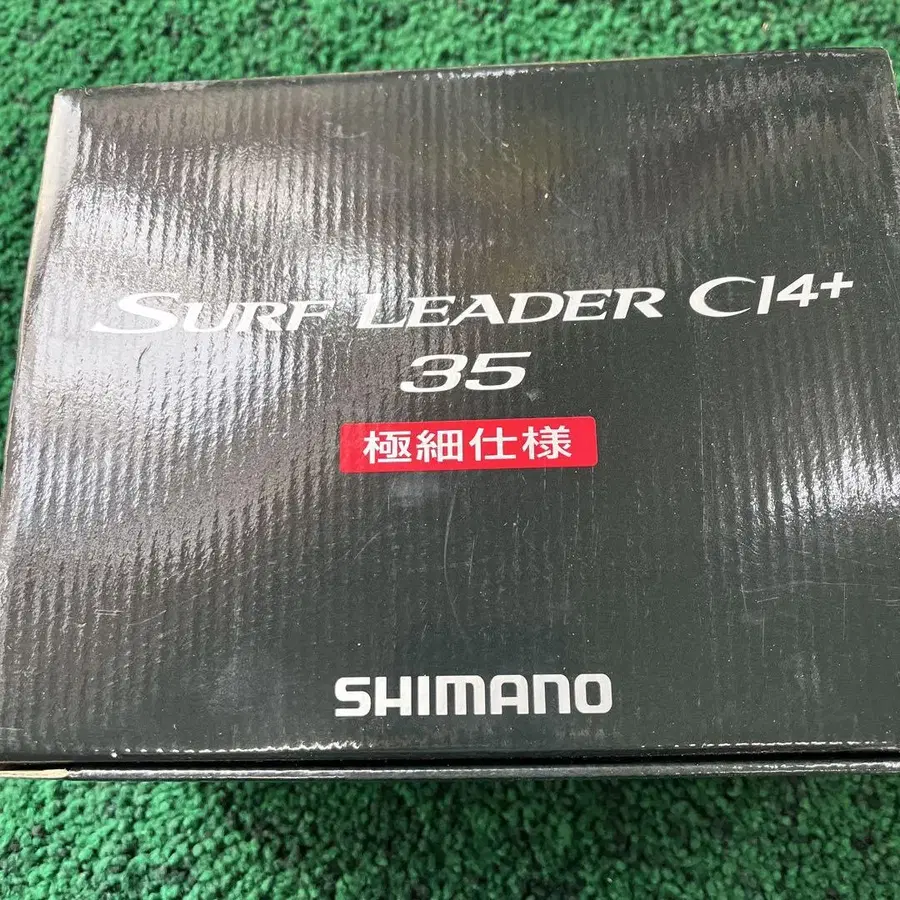 SURF LEADER CI4+
35
極細仕様
SHIMANO